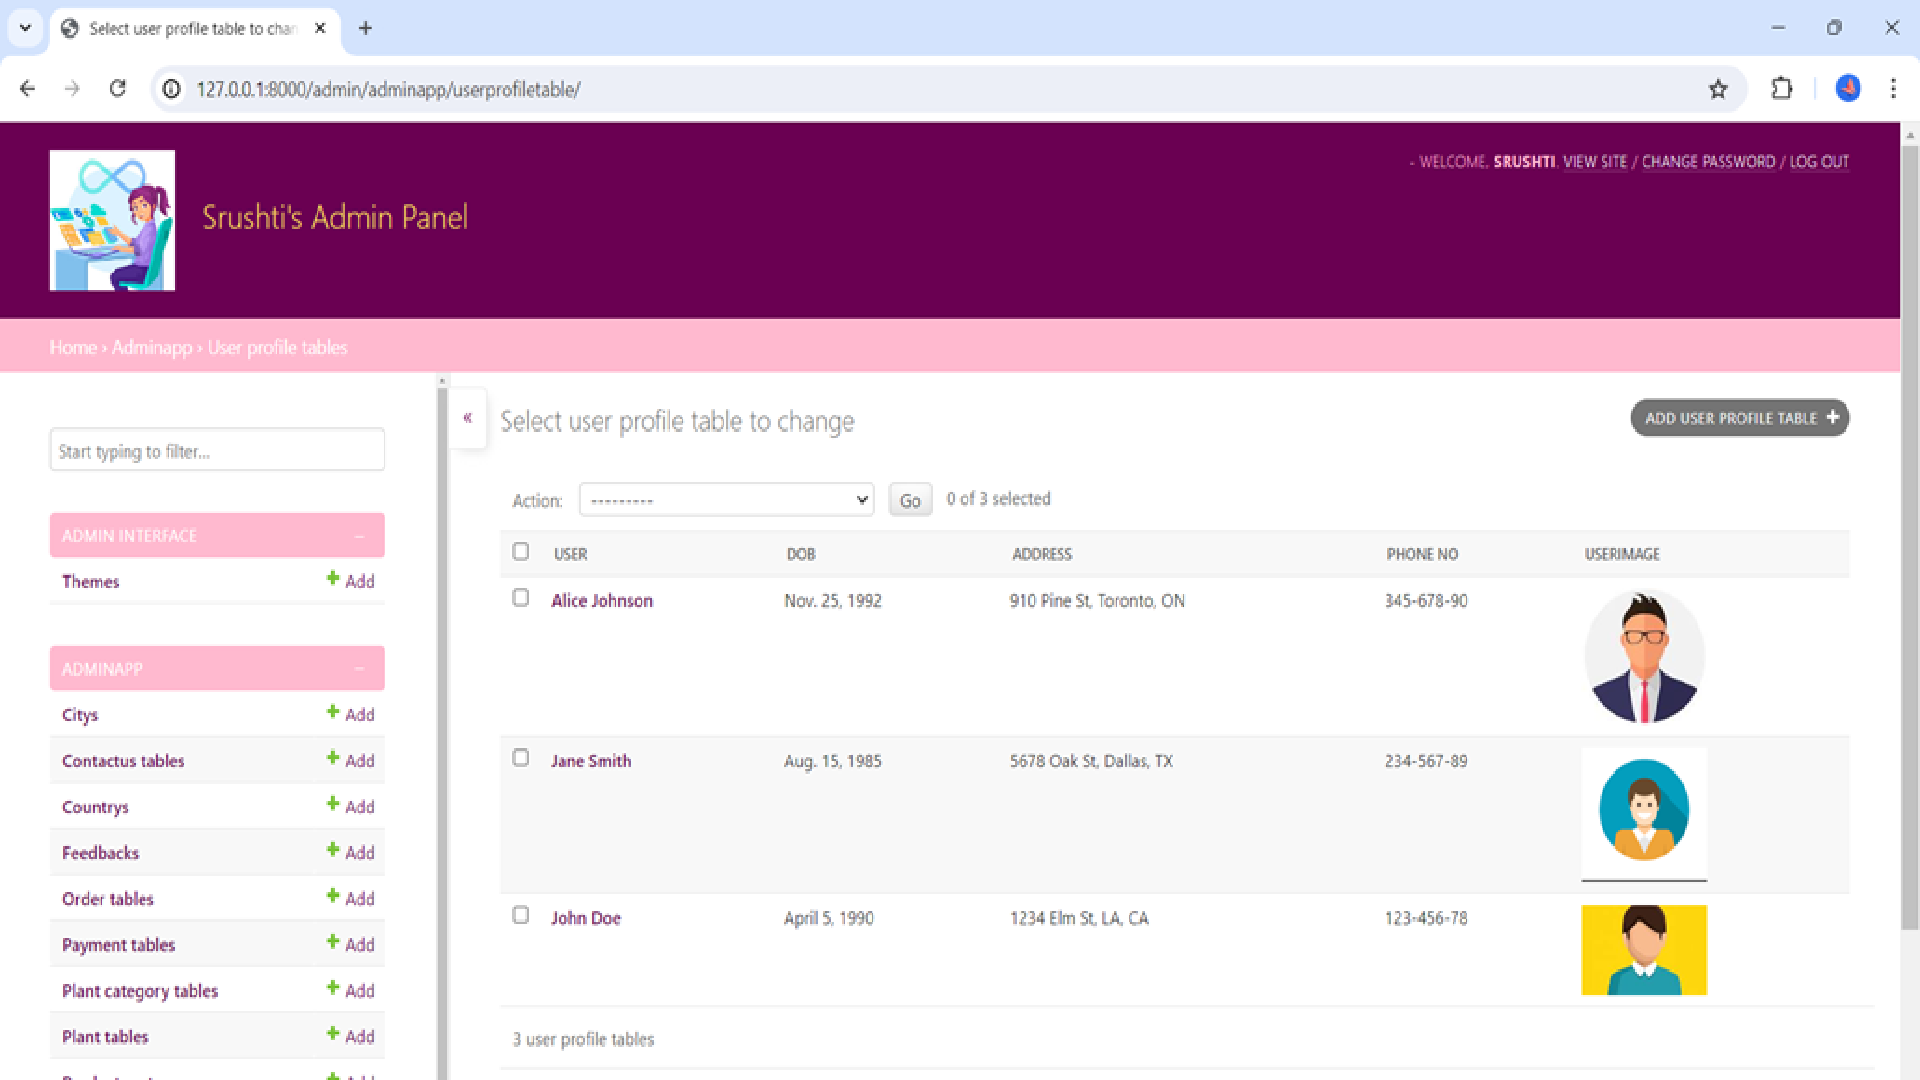 Select user profile table to chan
127.0.0.1:8000/admin/adminapp/userprofiletable/
- WELCOME, SRUSHTI. VIEW SITE / CHANGE PASSWORD / LOG OUT
Srushti's Admin Panel
Home › Adminapp › User profile tables
« Select user profile table to change
ADD USER PROFILE TABLE +
Start typing to filter...
Action: --------- Go 0 of 3 selected
ADMIN INTERFACE –
Themes + Add
ADMINAPP –
Citys + Add
Contactus tables + Add
Countrys + Add
Feedbacks + Add
Order tables + Add
Payment tables + Add
Plant category tables + Add
Plant tables + Add
USER DOB ADDRESS PHONE NO USERIMAGE
Alice Johnson Nov. 25, 1992 910 Pine St, Toronto, ON 345-678-90
Jane Smith Aug. 15, 1985 5678 Oak St, Dallas, TX 234-567-89
John Doe April 5, 1990 1234 Elm St, LA, CA 123-456-78
3 user profile tables